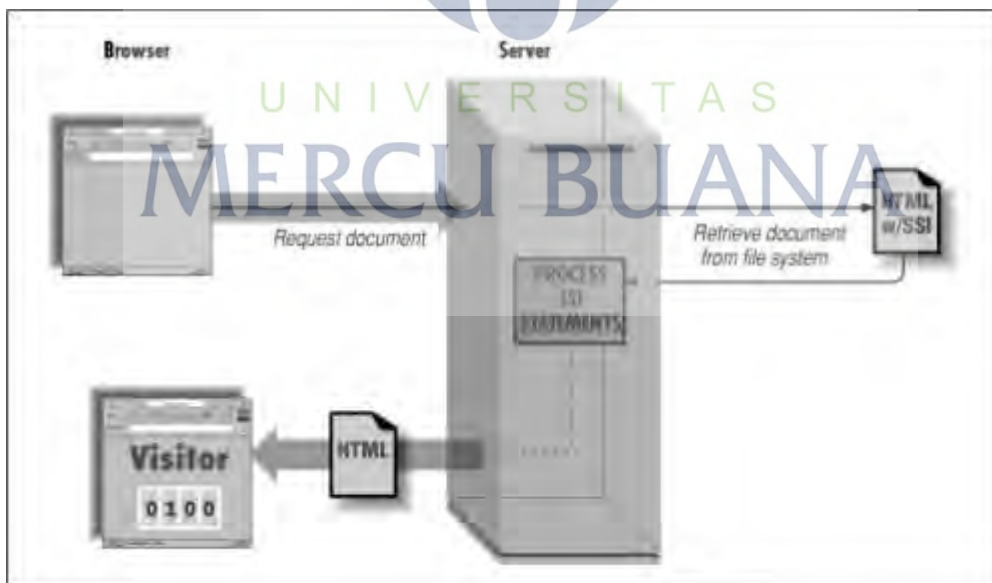 Browser
Server
UNIVERSITAS
MERCU BUANA
Request document
Retrieve document
from file system
HTML
w/SSI
PROCESS
SSI
STATEMENTS
HTML
Visitor
0100